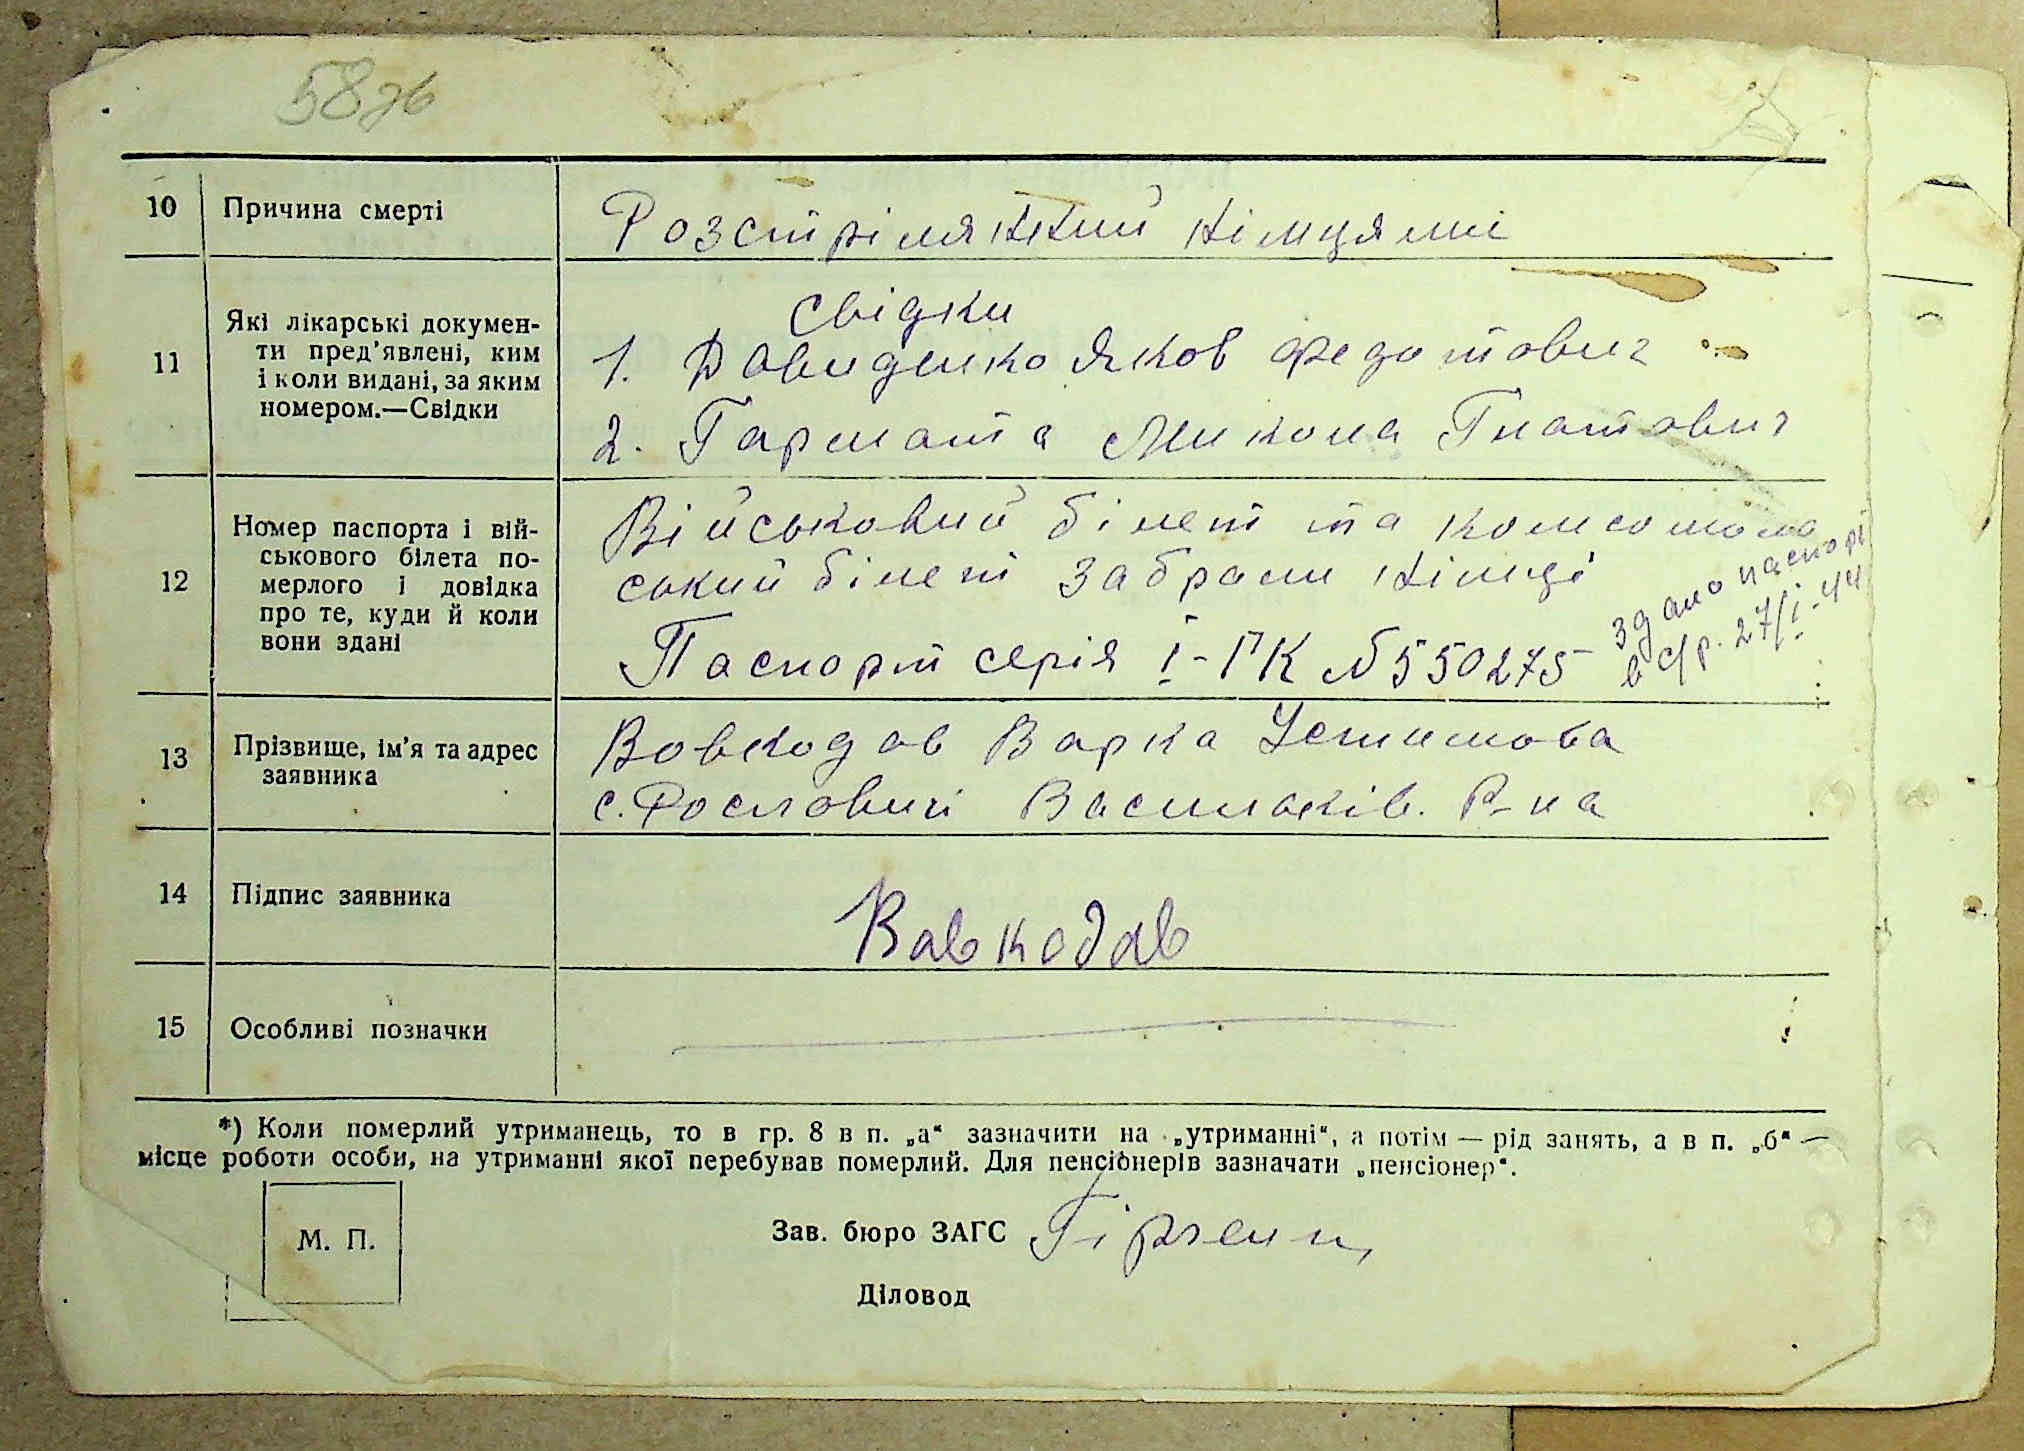 58 зв
10 Причина смерті Розстріляний німцями
11 Які лікарські докумен-
ти пред’явлені, ким
і коли видані, за яким
номером.—Свідки
Свідки
1. Давиденко Яков Федотович
2. Гармата Микола Гнатович
12 Номер паспорта і вій-
ськового білета по-
мерлого і довідка
про те, куди й коли
вони здані
Військовий білет та комсомоль
ський білет забрали німці
Паспорт серія І-ГК № 550275
здано паспорт
в с/р. 27/І-44
13 Прізвище, ім’я та адрес
заявника
Вовкодав Варка Устимова
с. Рословичі Васильків. Р-на
14 Підпис заявника Вавкодав
15 Особливі позначки
*) Коли померлий утриманець, то в гр. 8 в п. „а“ зазначити на „утриманні“, а потім — рід занять, а в п. „б“ —
місце роботи особи, на утриманні якої перебував померлий. Для пенсіонерів зазначати „пенсіонер“.
М. П.
Зав. бюро ЗАГС
Діловод